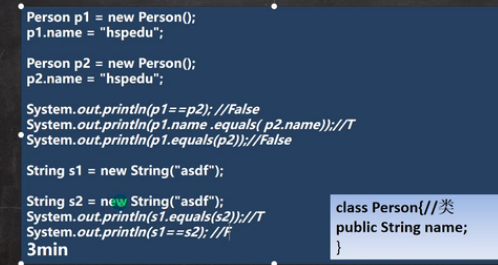 Person p1 = new Person();
p1.name = "hspedu";
Person p2 = new Person();
p2.name = "hspedu";
System.out.println(p1==p2); //False
System.out.println(p1.name .equals( p2.name));//T
System.out.println(p1.equals(p2));//False
String s1 = new String("asdf");
String s2 = new String("asdf");
System.out.println(s1.equals(s2));//T
System.out.println(s1==s2); //F
3min
class Person{//类
public String name;
}